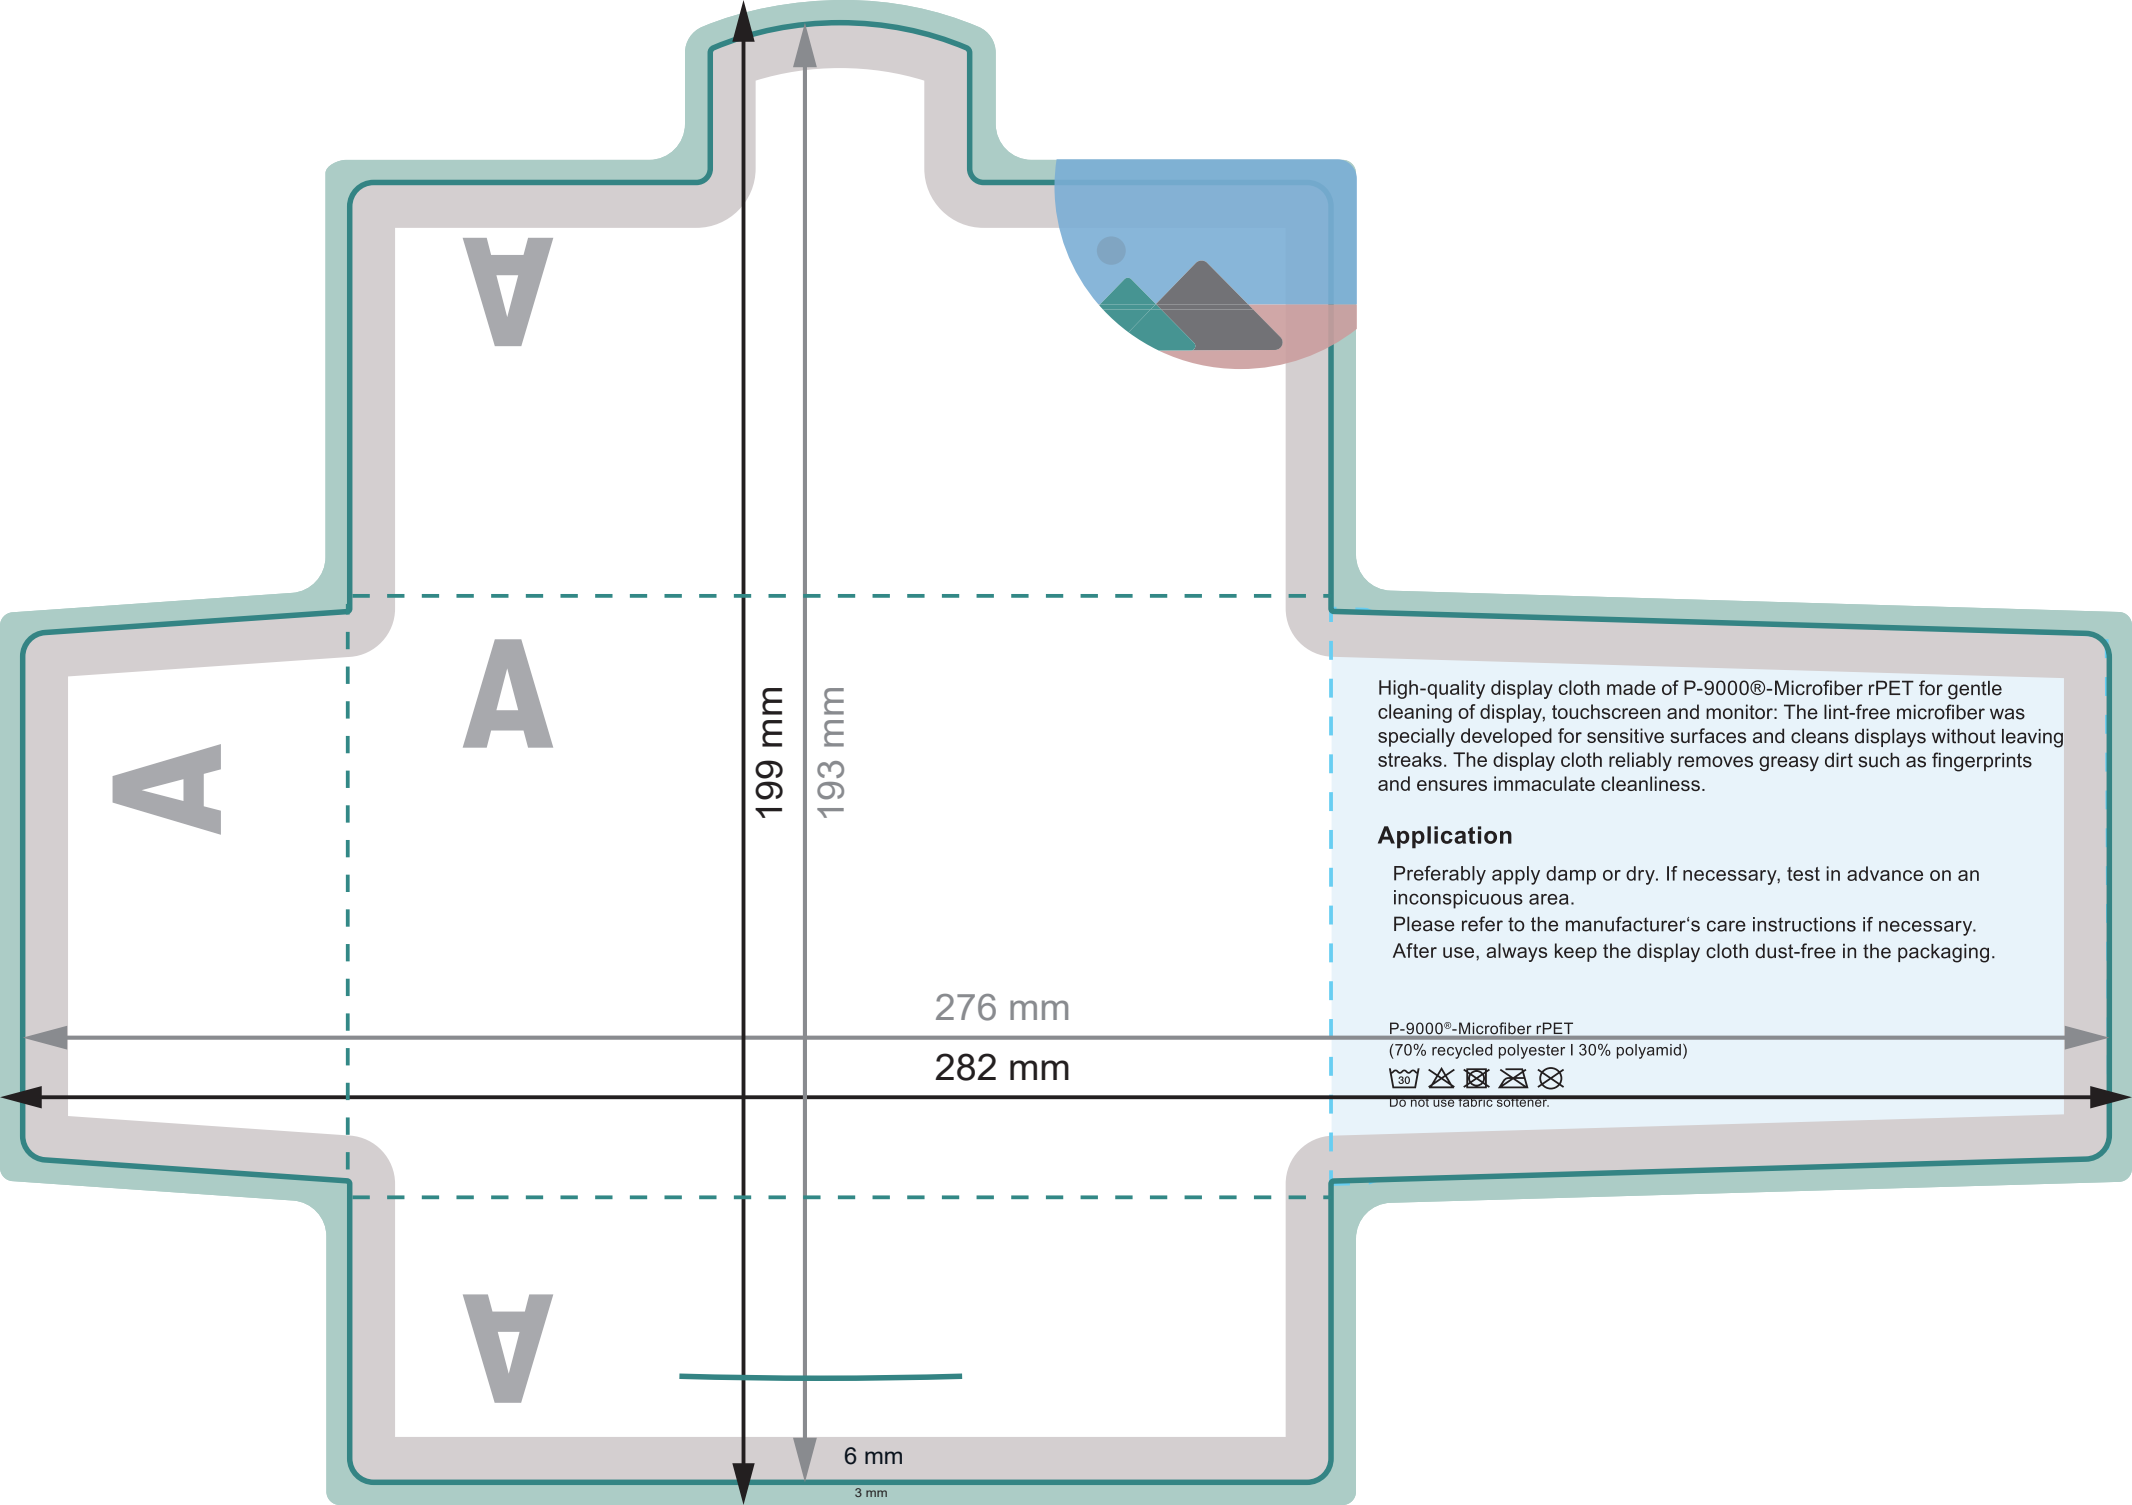 A
A
A
199 mm
193 mm
High-quality display cloth made of P-9000®-Microfiber rPET for gentle
cleaning of display, touchscreen and monitor: The lint-free microfiber was
specially developed for sensitive surfaces and cleans displays without leaving
streaks. The display cloth reliably removes greasy dirt such as fingerprints
and ensures immaculate cleanliness.
Application
Preferably apply damp or dry. If necessary, test in advance on an
inconspicuous area.
Please refer to the manufacturer‘s care instructions if necessary.
After use, always keep the display cloth dust-free in the packaging.
276 mm
282 mm
P-9000®-Microfiber rPET
(70% recycled polyester I 30% polyamid)
30
Do not use fabric softener.
A
6 mm
3 mm